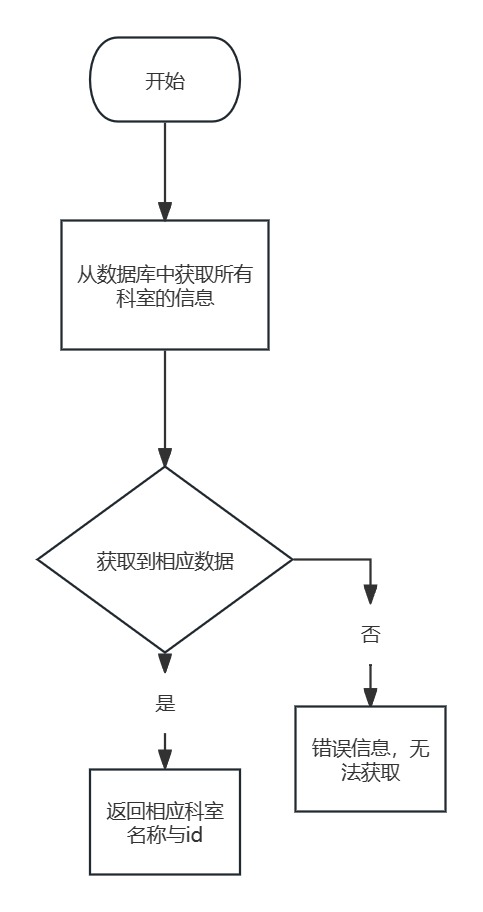 开始
从数据库中获取所有
科室的信息
获取到相应数据
否
是
错误信息，无
法获取
返回相应科室
名称与id